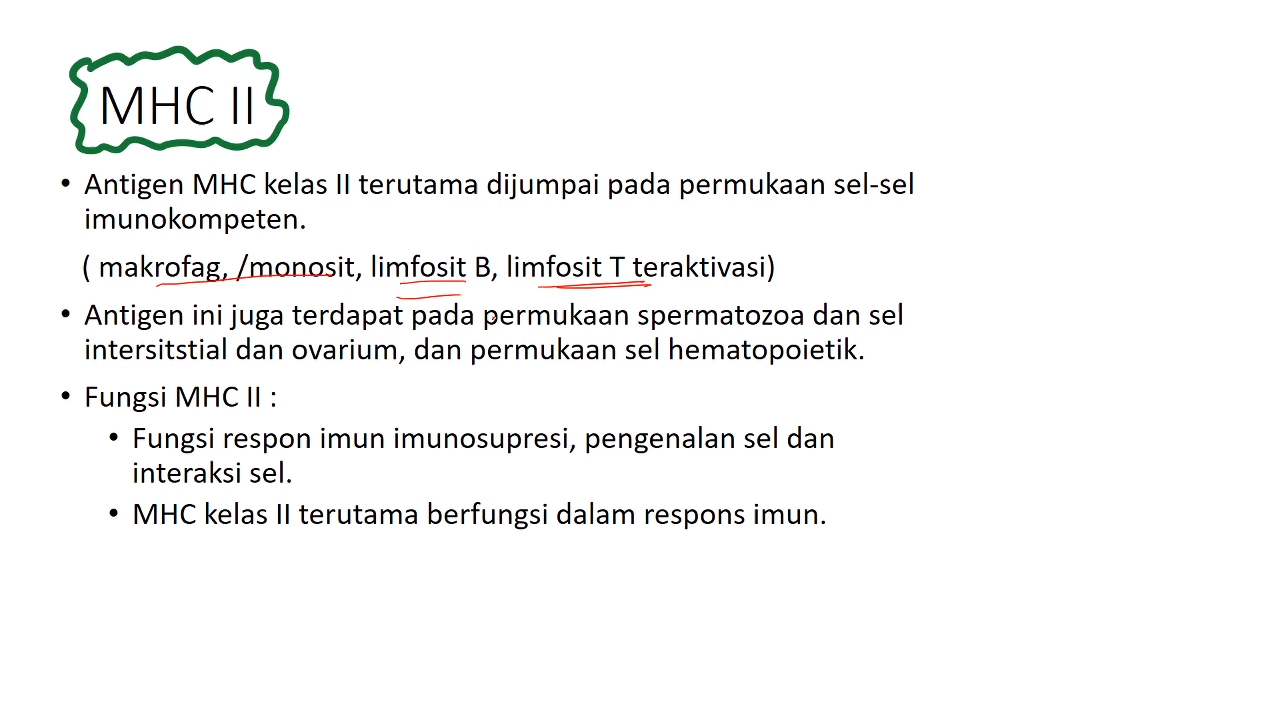 MHC II
• Antigen MHC kelas II terutama dijumpai pada permukaan sel-sel
imunokompeten.
( makrofag, /monosit, limfosit B, limfosit T teraktivasi)
• Antigen ini juga terdapat pada permukaan spermatozoa dan sel
intersitstial dan ovarium, dan permukaan sel hematopoietik.
• Fungsi MHC II :
• Fungsi respon imun imunosupresi, pengenalan sel dan
interaksi sel.
• MHC kelas II terutama berfungsi dalam respons imun.